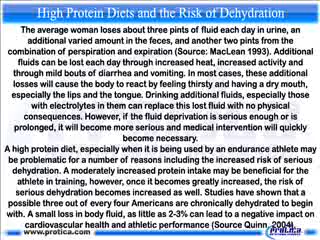 High Protein Diets and the Risk of Dehydration
The average woman loses about three pints of fluid each day in urine, an
additional varied amount in the feces, and another two pints from the
combination of perspiration and expiration (Source: MacLean 1993). Additional
fluids can be lost each day through increased heat, increased activity and
through mild bouts of diarrhea and vomiting. In most cases, these additional
losses will cause the body to react by feeling thirsty and having a dry mouth,
especially the lips and the tongue. Drinking additional fluids, especially those
with electrolytes in them can replace this lost fluid with no physical
consequences. However, if the fluid deprivation is serious enough or is
prolonged, it will become more serious and medical intervention will quickly
become necessary.
A high protein diet, especially when it is being used by an endurance athlete may
be problematic for a number of reasons including the increased risk of serious
dehydration. A moderately increased protein intake may be beneficial for the
athlete in training, however, once it becomes greatly increased, the risk of
serious dehydration becomes increased as well. Studies have shown that a
possible three out of every four Americans are chronically dehydrated to begin
with. A small loss in body fluid, as little as 2-3% can lead to a negative impact on
cardiovascular health and athletic performance (Source Quinn, 2004)
www.protica.com
Protica